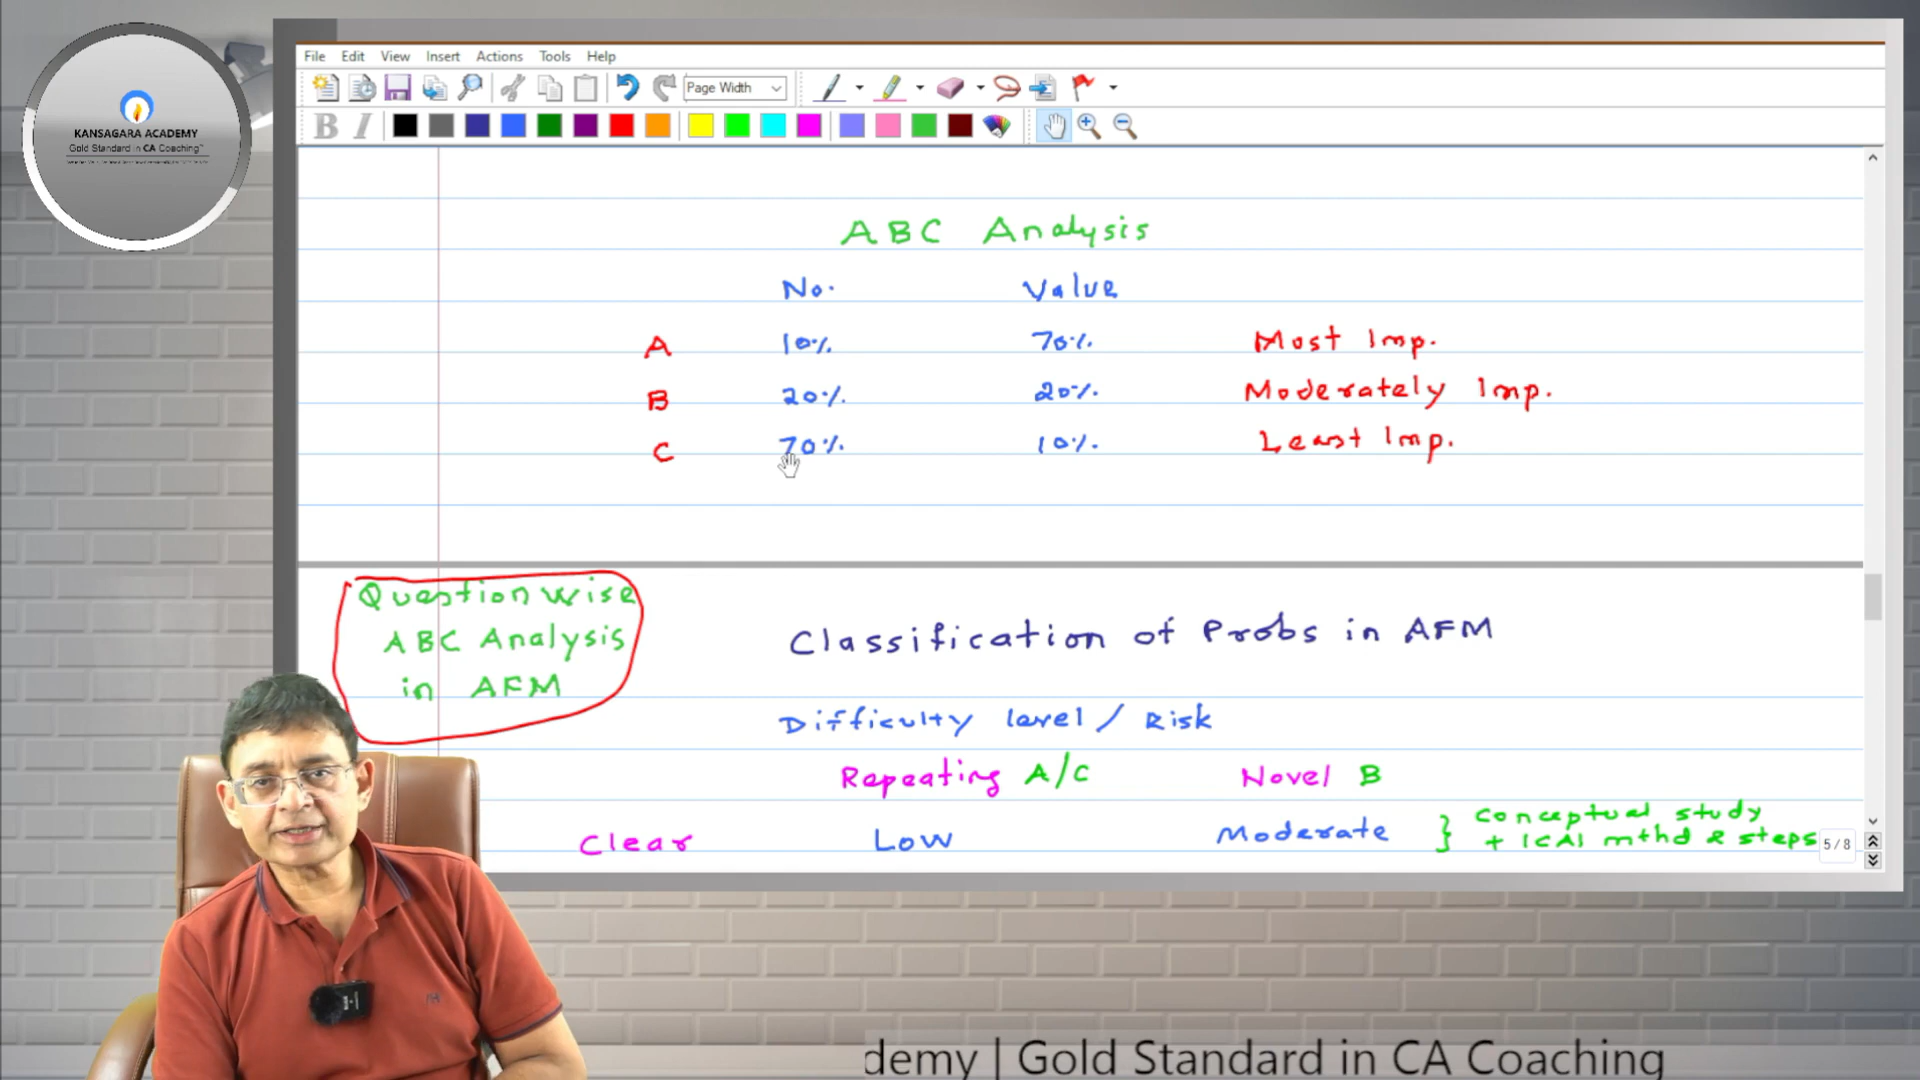 KANSAGARA ACADEMY
Gold Standard in CA Coaching™
File Edit View Insert Actions Tools Help
Page Width
B I
ABC Analysis
No. Value
A 10% 70% Most Imp.
B 20% 20% Moderately Imp.
C 70% 10% Least Imp.
Question wise
ABC Analysis
in AFM
Classification of Probs in AFM
Difficulty level / Risk
Repeating A/C Novel B
Clear Low Moderate } Conceptual study
+ ICAI mthd & steps
5 / 8
demy | Gold Standard in CA Coaching